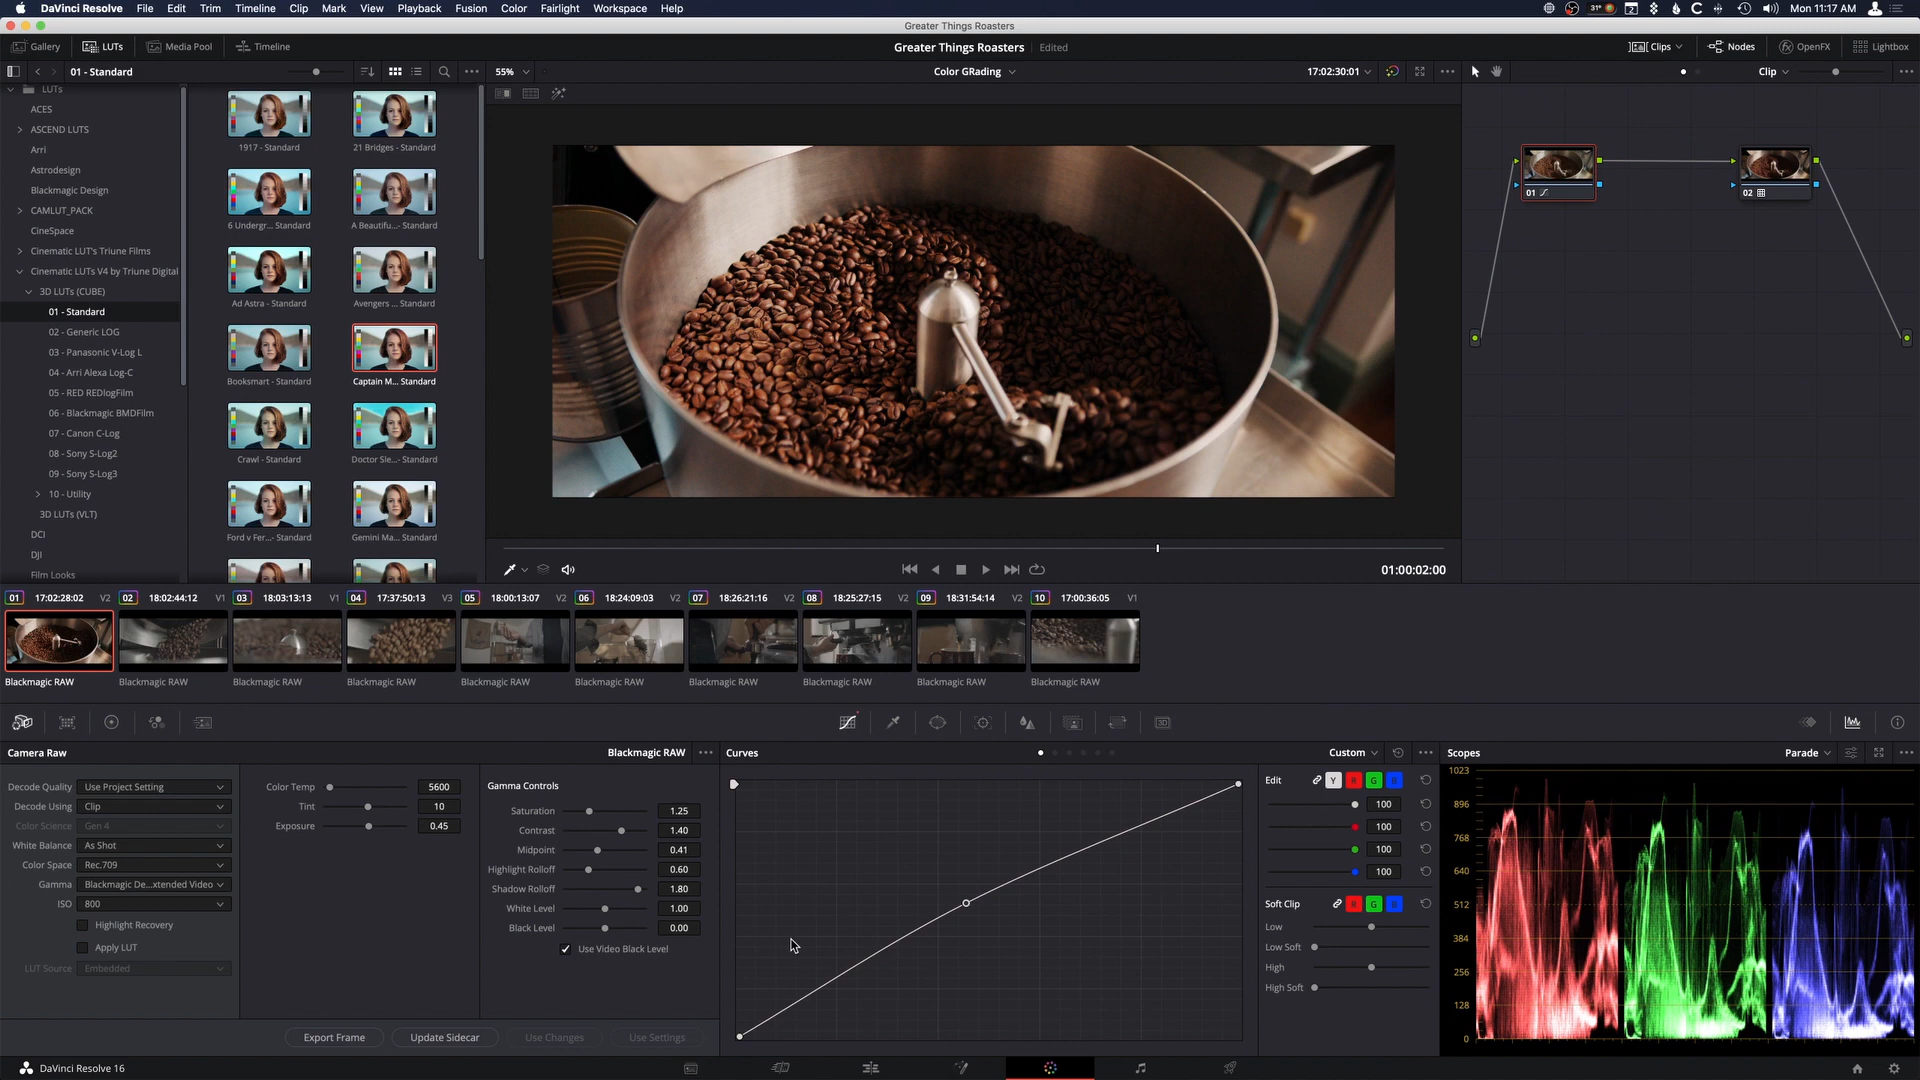 DaVinci Resolve File Edit Trim Timeline Clip Mark View Playback Fusion Color Fairlight Workspace Help
31° 2 Mon 11:17 AM
Greater Things Roasters
Gallery LUTs Media Pool Timeline Greater Things Roasters Edited Clips Nodes OpenFX Lightbox
01 - Standard 55% Color GRading 17:02:30:01 Clip
LUTs
ACES
ASCEND LUTS
Arri
Astrodesign
Blackmagic Design
CAMLUT_PACK
CineSpace
Cinematic LUT's Triune Films
Cinematic LUTs V4 by Triune Digital
3D LUTs (CUBE)
01 - Standard
02 - Generic LOG
03 - Panasonic V-Log L
04 - Arri Alexa Log-C
05 - RED REDlogFilm
06 - Blackmagic BMDFilm
07 - Canon C-Log
08 - Sony S-Log2
09 - Sony S-Log3
10 - Utility
3D LUTs (VLT)
DCI
DJI
Film Looks
1917 - Standard 21 Bridges - Standard
6 Undergr... Standard A Beautifu...- Standard
Ad Astra - Standard Avengers ... Standard
Booksmart - Standard Captain M... Standard
Crawl - Standard Doctor Sle...- Standard
Ford v Fer...- Standard Gemini Ma... Standard
01:00:02:00
01
02
01 17:02:28:02 V2 02 18:02:44:12 V1 03 18:03:13:13 V1 04 17:37:50:13 V3 05 18:00:13:07 V2 06 18:24:09:03 V2 07 18:26:21:16 V2 08 18:25:27:15 V2 09 18:31:54:14 V2 10 17:00:36:05 V1
Blackmagic RAW Blackmagic RAW Blackmagic RAW Blackmagic RAW Blackmagic RAW Blackmagic RAW Blackmagic RAW Blackmagic RAW Blackmagic RAW Blackmagic RAW
3D
Camera Raw Blackmagic RAW
Decode Quality Use Project Setting
Decode Using Clip
Color Science Gen 4
White Balance As Shot
Color Space Rec.709
Gamma Blackmagic De...xtended Video
ISO 800
Highlight Recovery
Apply LUT
LUT Source Embedded
Color Temp 5600
Tint 10
Exposure 0.45
Gamma Controls
Saturation 1.25
Contrast 1.40
Midpoint 0.41
Highlight Rolloff 0.60
Shadow Rolloff 1.80
White Level 1.00
Black Level 0.00
Use Video Black Level
Export Frame Update Sidecar Use Changes Use Settings
Curves Custom
Edit Y R G B
100
100
100
100
Soft Clip R G B
Low
Low Soft
High
High Soft
Scopes Parade
1023
896
768
640
512
384
256
128
0
DaVinci Resolve 16